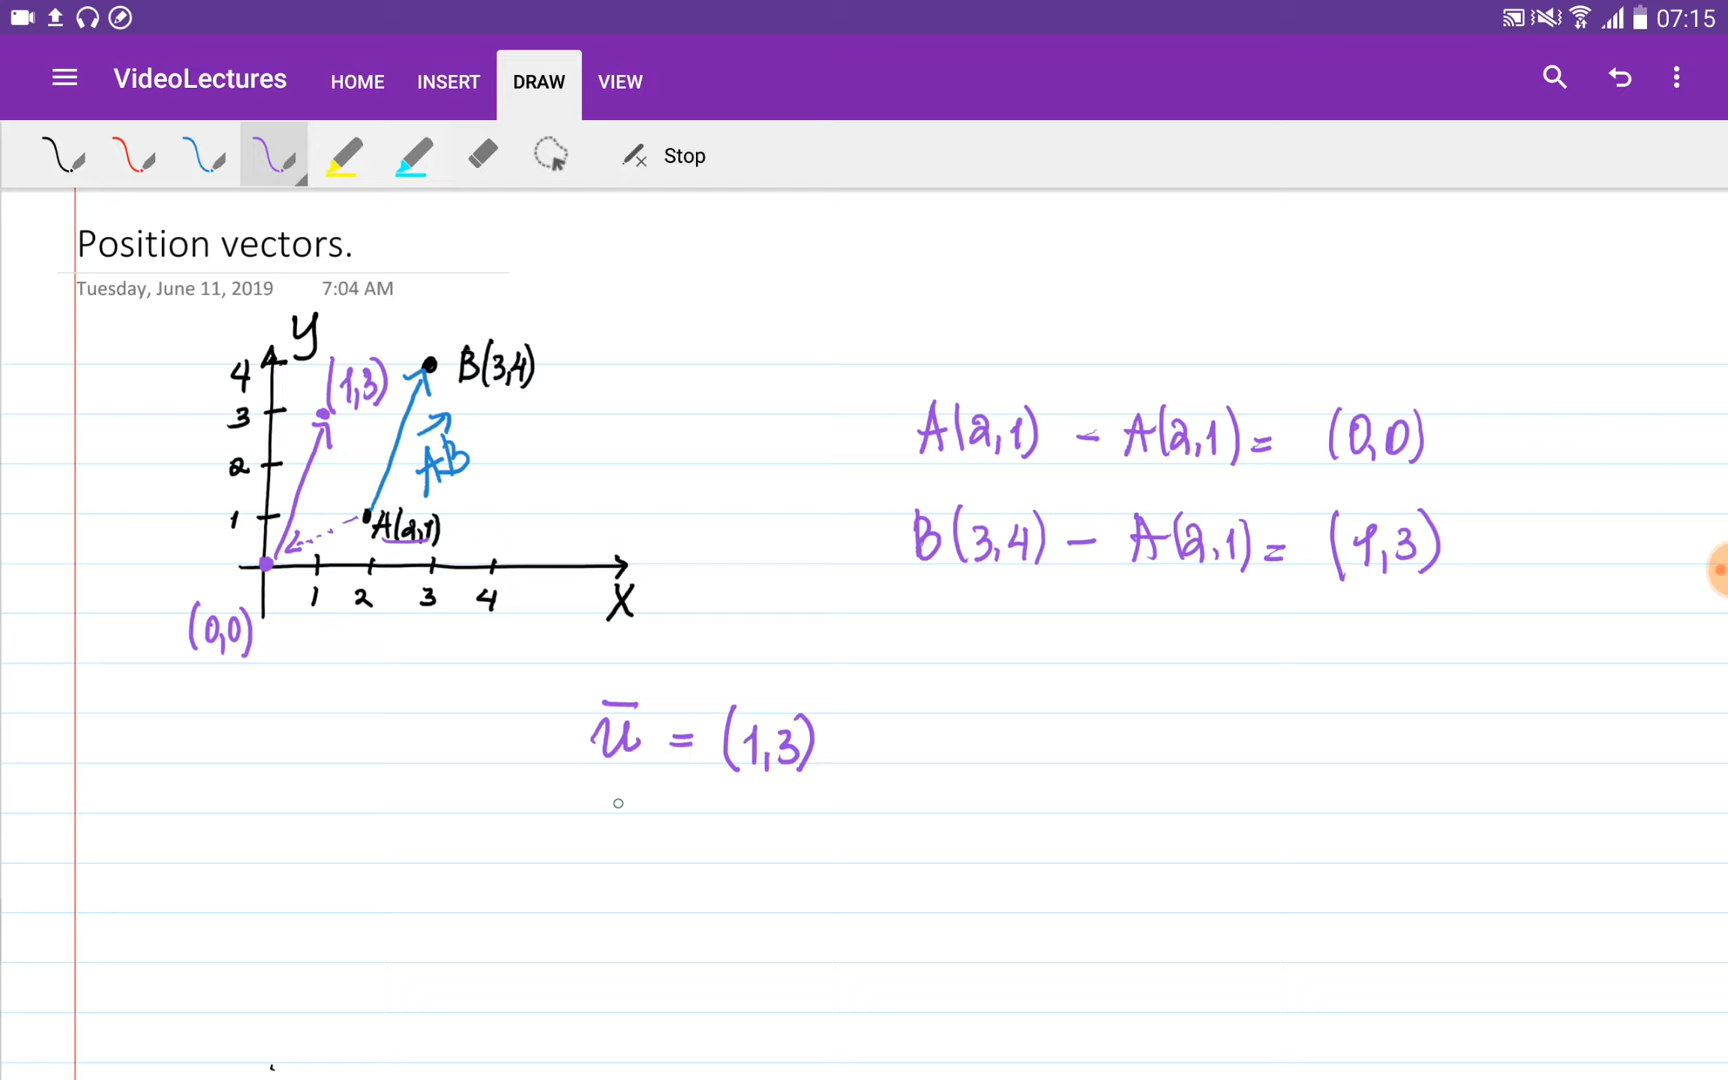 07:15
VideoLectures HOME INSERT DRAW VIEW
Stop
Position vectors.
Tuesday, June 11, 2019 7:04 AM
y
4 (1,3) B(3,4)
3
AB
2
1 A(2,1)
1 2 3 4 X
(0,0)
A(2,1) - A(2,1) = (0,0)
B(3,4) - A(2,1) = (1,3)
u = (1,3)